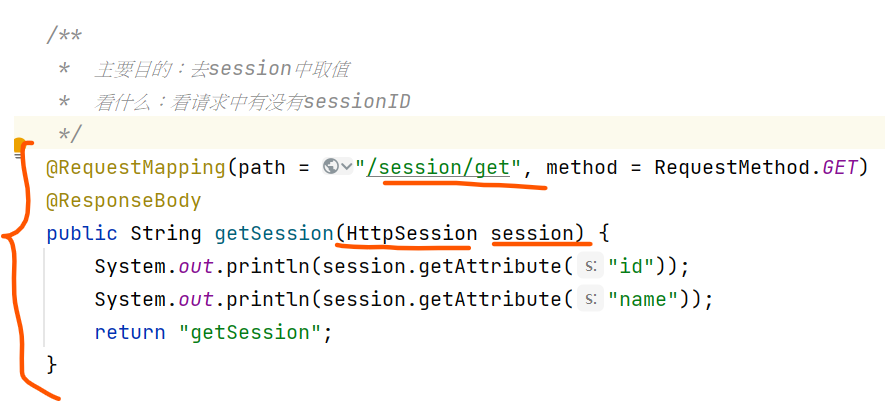 /**
* 主要目的：去session中取值
* 看什么：看请求中有没有sessionID
*/
@RequestMapping(path = "/session/get", method = RequestMethod.GET)
@ResponseBody
public String getSession(HttpSession session) {
System.out.println(session.getAttribute( s: "id"));
System.out.println(session.getAttribute( s: "name"));
return "getSession";
}